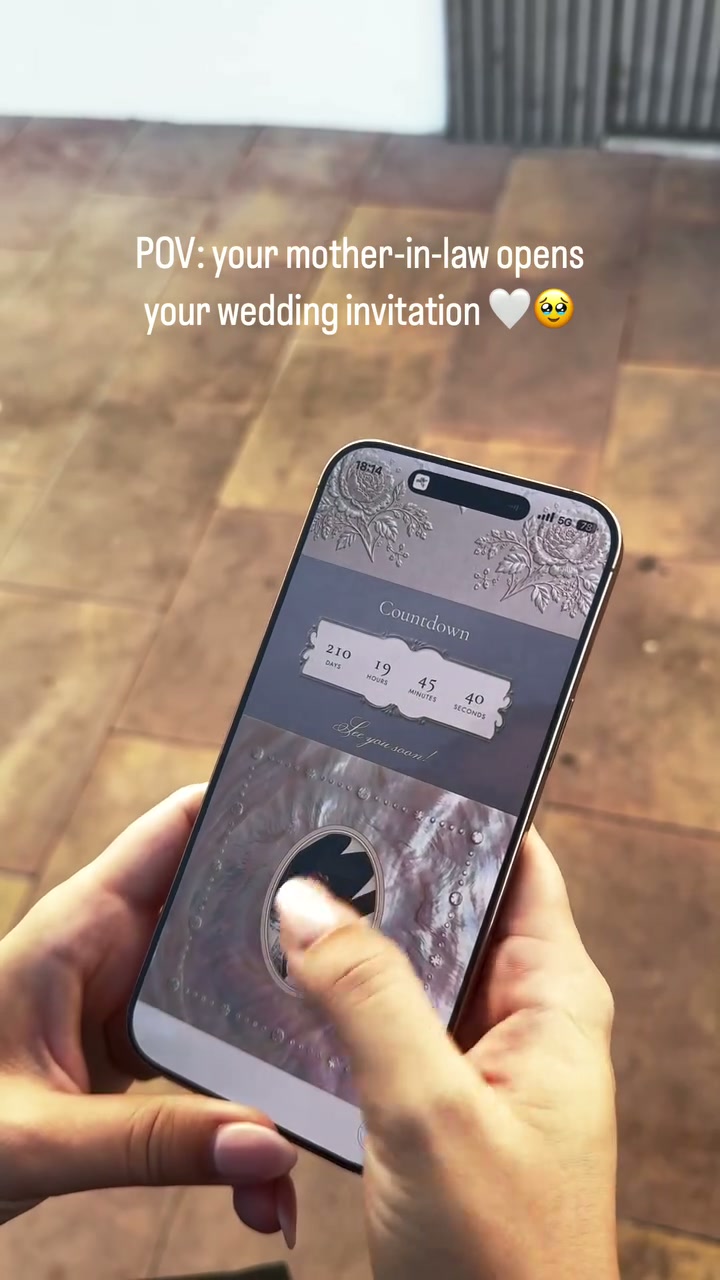 POV: your mother-in-law opens
your wedding invitation 🤍🥹
18:14
5G 78
Countdown
210 19 45 40
DAYS HOURS MINUTES SECONDS
See you soon!